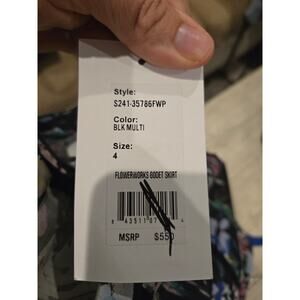 Style:
S241-35786FWP
Color:
BLK MULTI
Size:
4
FLOWERWORKS GODET SKIRT
MSRP $550